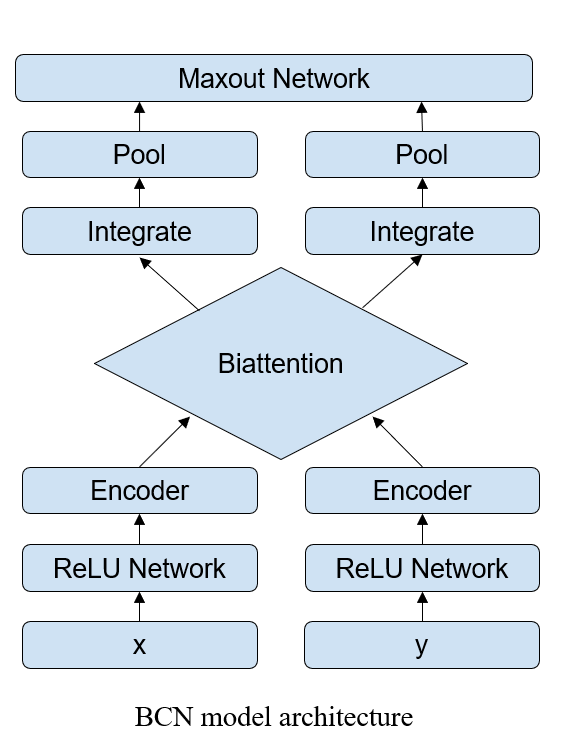 Maxout Network
Pool
Pool
Integrate
Integrate
Biattention
Encoder
Encoder
ReLU Network
ReLU Network
x
y
BCN model architecture